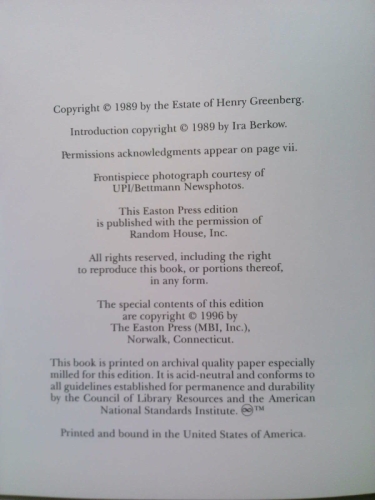 Copyright © 1989 by the Estate of Henry Greenberg.
Introduction copyright © 1989 by Ira Berkow.
Permissions acknowledgments appear on page vii.
Frontispiece photograph courtesy of
UPI/Bettmann Newsphotos.
This Easton Press edition
is published with the permission of
Random House, Inc.
All rights reserved, including the right
to reproduce this book, or portions thereof,
in any form.
The special contents of this edition
are copyright © 1996 by
The Easton Press (MBI, Inc.),
Norwalk, Connecticut.
This book is printed on archival quality paper especially
milled for this edition. It is acid-neutral and conforms to
all guidelines established for permanence and durability
by the Council of Library Resources and the American
National Standards Institute. ♾™
Printed and bound in the United States of America.